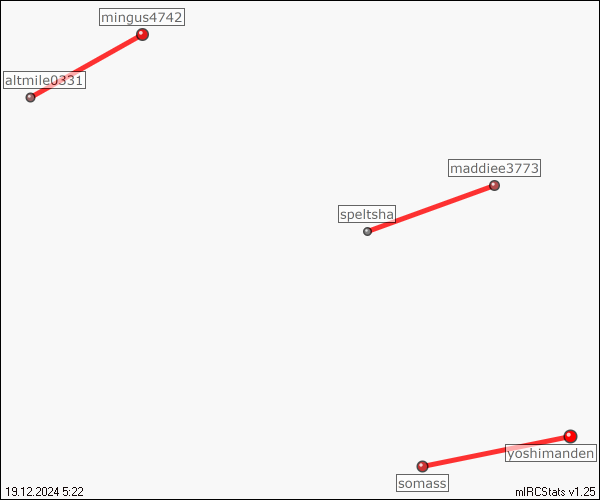 mingus4742
altmile0331
maddiee3773
speltsha
yoshimanden
somass
19.12.2024 5:22
mIRCStats v1.25